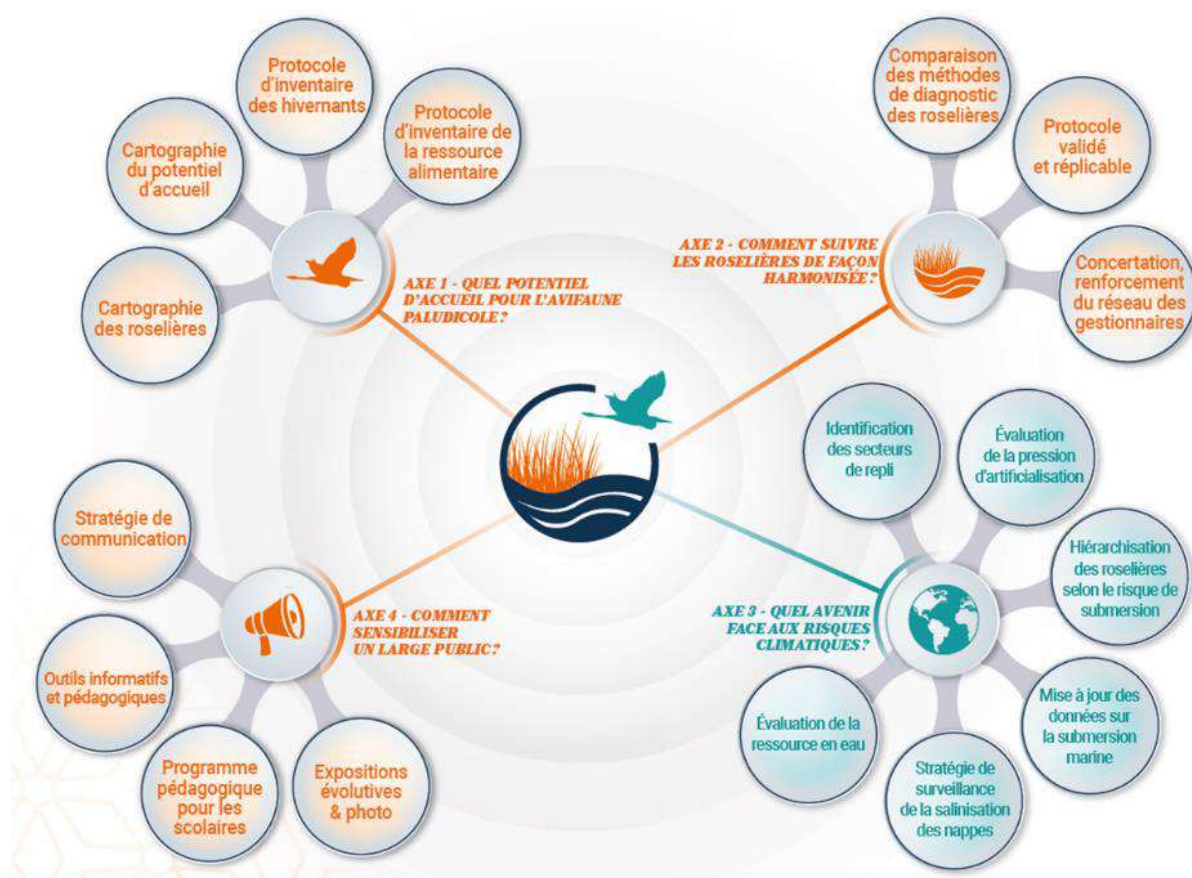 Protocole
d'inventaire
des hivernants
Protocole
d'inventaire de
la ressource
alimentaire
Cartographie
du potentiel
d'accueil
Cartographie
des roselières
AXE 1 - QUEL POTENTIEL
D'ACCUEIL POUR L'AVIFAUNE
PALUDICOLE ?
Comparaison
des méthodes
de diagnostic
des roselières
Protocole
validé
et réplicable
Concertation,
renforcement
du réseau des
gestionnaires
AXE 2 - COMMENT SUIVRE
LES ROSELIÈRES DE FAÇON
HARMONISÉE ?
Identification
des secteurs
de repli
Évaluation
de la pression
d'artificialisation
Hiérarchisation
des roselières
selon le risque de
submersion
Mise à jour des
données sur
la submersion
marine
Stratégie de
surveillance
de la salinisation
des nappes
Évaluation de la
ressource en eau
AXE 3 - QUEL AVENIR
FACE AUX RISQUES
CLIMATIQUES ?
Stratégie de
communication
Outils informatifs
et pédagogiques
Programme
pédagogique
pour les
scolaires
Expositions
évolutives
& photo
AXE 4 - COMMENT
SENSIBILISER
UN LARGE PUBLIC ?